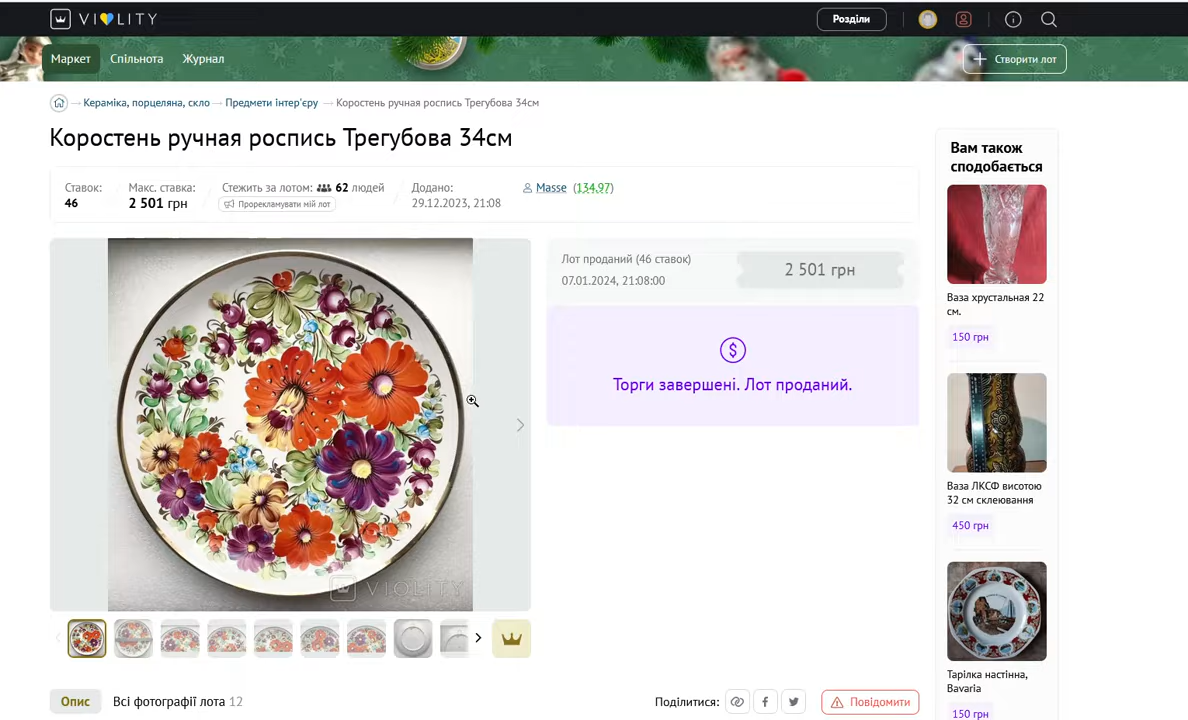 VIOLITY
Розділи
Маркет
Спільнота
Журнал
Створити лот
Кераміка, порцеляна, скло
Предмети інтер'єру
Коростень ручная роспись Трегубова 34см
Коростень ручная роспись Трегубова 34см
Ставок:
46
Макс. ставка:
2 501 грн
Стежить за лотом: 62 людей
Прорекламувати мій лот
Додано:
29.12.2023, 21:08
Masse (134,97)
VIOLITY
Лот проданий (46 ставок)
07.01.2024, 21:08:00
2 501 грн
$
Торги завершені. Лот проданий.
Опис
Всі фотографії лота 12
Поділитися:
Повідомити
Вам також
сподобається
Ваза хрустальная 22
см.
150 грн
Ваза ЛКСФ висотою
32 см склеювання
450 грн
Тарілка настінна,
Bavaria
150 грн